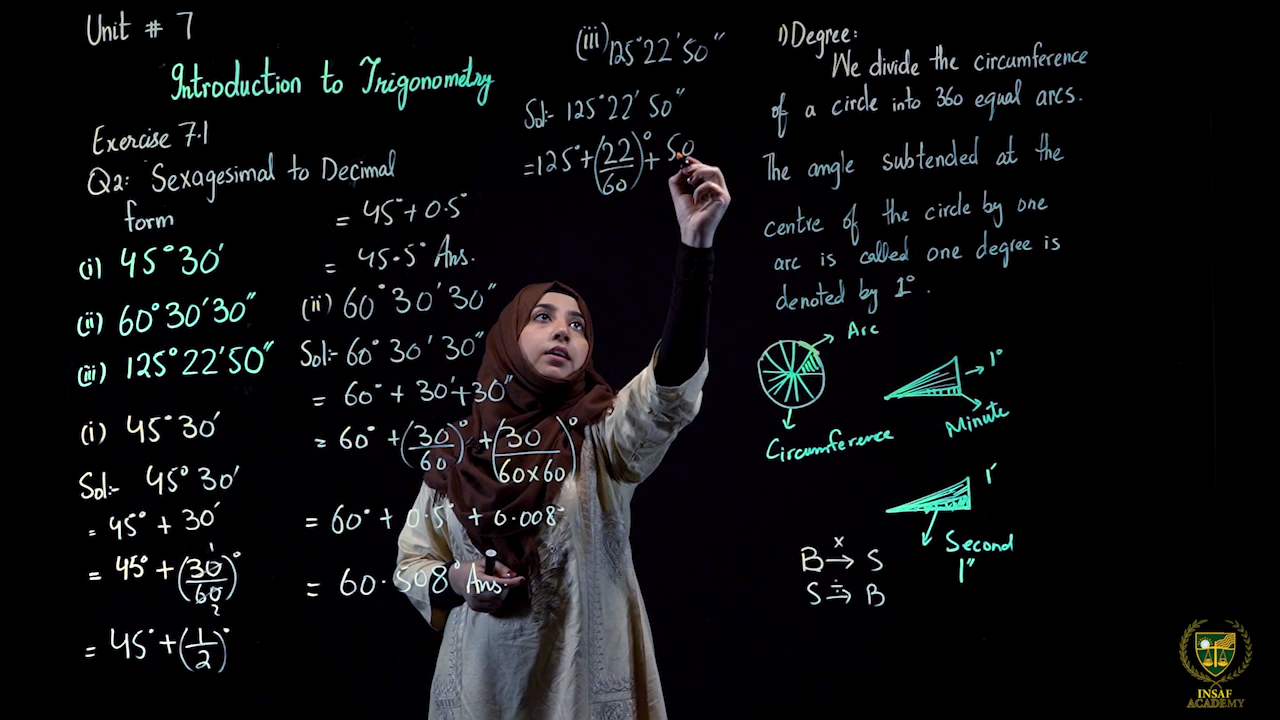 Unit # 7
Introduction to Trigonometry
Exercise 7.1
Q2: Sexagesimal to Decimal
form
(i) 45°30′
(ii) 60°30′30″
(iii) 125°22′50″
(i) 45°30′
Sol:- 45°30′
= 45° + 30′
= 45° + (30/60)° 1 2
= 45° + (1/2)°
= 45° + 0.5°
= 45.5° Ans.
(ii) 60°30′30″
Sol:- 60°30′30″
= 60° + 30′ + 30″
= 60° + (30/60)° + (30/60×60)°
= 60° + 0.5° + 0.008°
= 60.508° Ans.
(iii) 125°22′50″
Sol:- 125°22′50″
= 125° + (22/60)° + 50
1) Degree:
We divide the circumference
of a circle into 360 equal arcs.
The angle subtended at the
centre of the circle by one
arc is called one degree is
denoted by 1°.
Arc
Circumference
1°
Minute
1′
Second
1″
B ×→ S
S ÷→ B
INSAF
ACADEMY